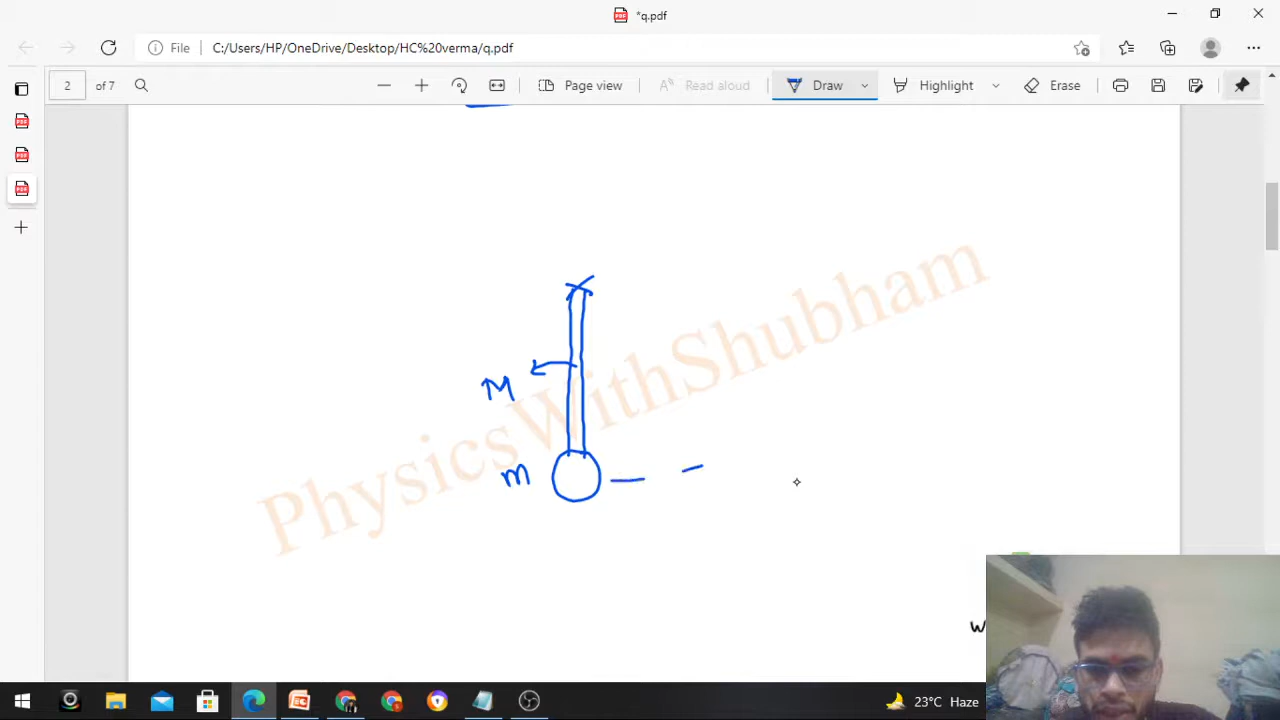 *q.pdf
File
C:/Users/HP/OneDrive/Desktop/HC%20verma/q.pdf
2 of 7
Page view
Read aloud
Draw
Highlight
Erase
PhysicsWithShubham
M
m
W
23°C Haze